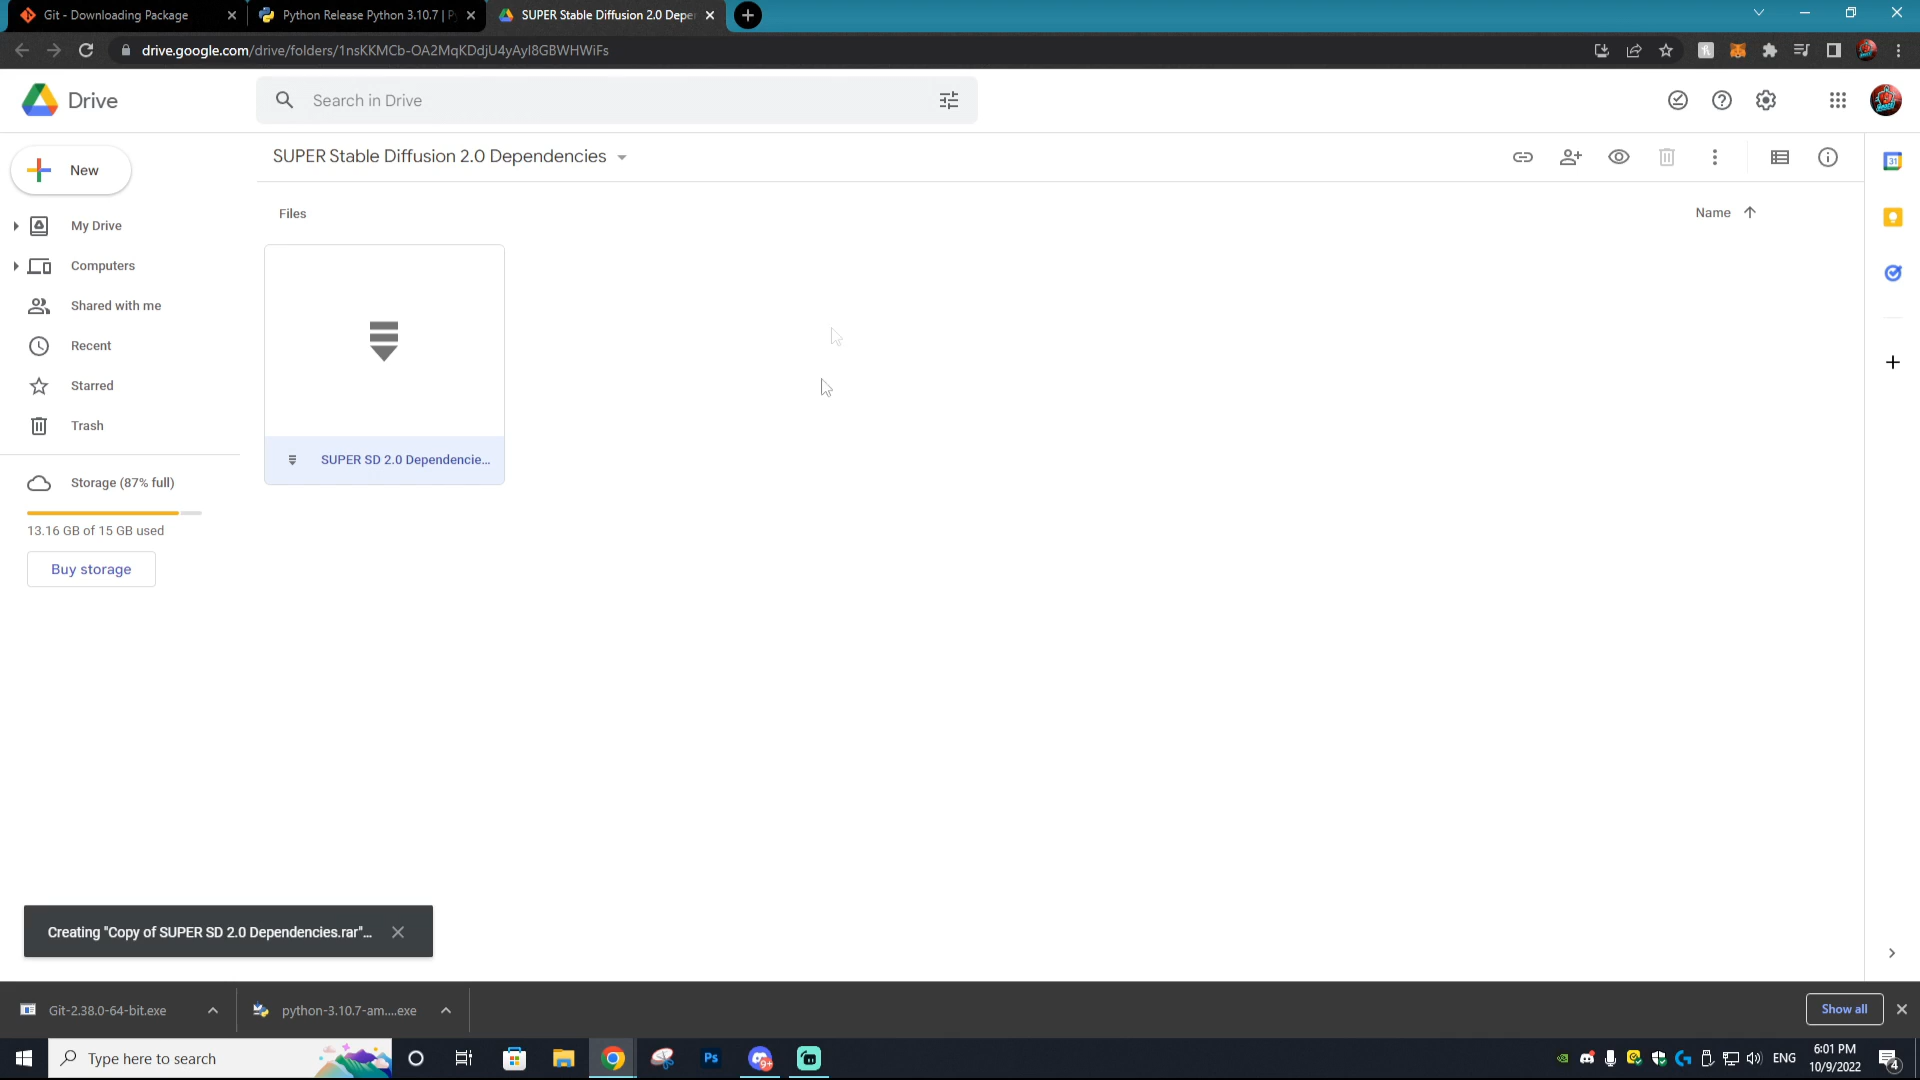 Git - Downloading Package
Python Release Python 3.10.7 | P
SUPER Stable Diffusion 2.0 Depe
drive.google.com/drive/folders/1nsKKMCb-OA2MqKDdjU4yAyI8GBWHWiFs
Drive
Search in Drive
New
SUPER Stable Diffusion 2.0 Dependencies
31
Files
Name
My Drive
Computers
Shared with me
Recent
Starred
Trash
SUPER SD 2.0 Dependencie...
Storage (87% full)
13.16 GB of 15 GB used
Buy storage
Creating "Copy of SUPER SD 2.0 Dependencies.rar"...
Git-2.38.0-64-bit.exe
python-3.10.7-am....exe
Show all
Type here to search
Ps
9+
ENG
6:01 PM
10/9/2022
4